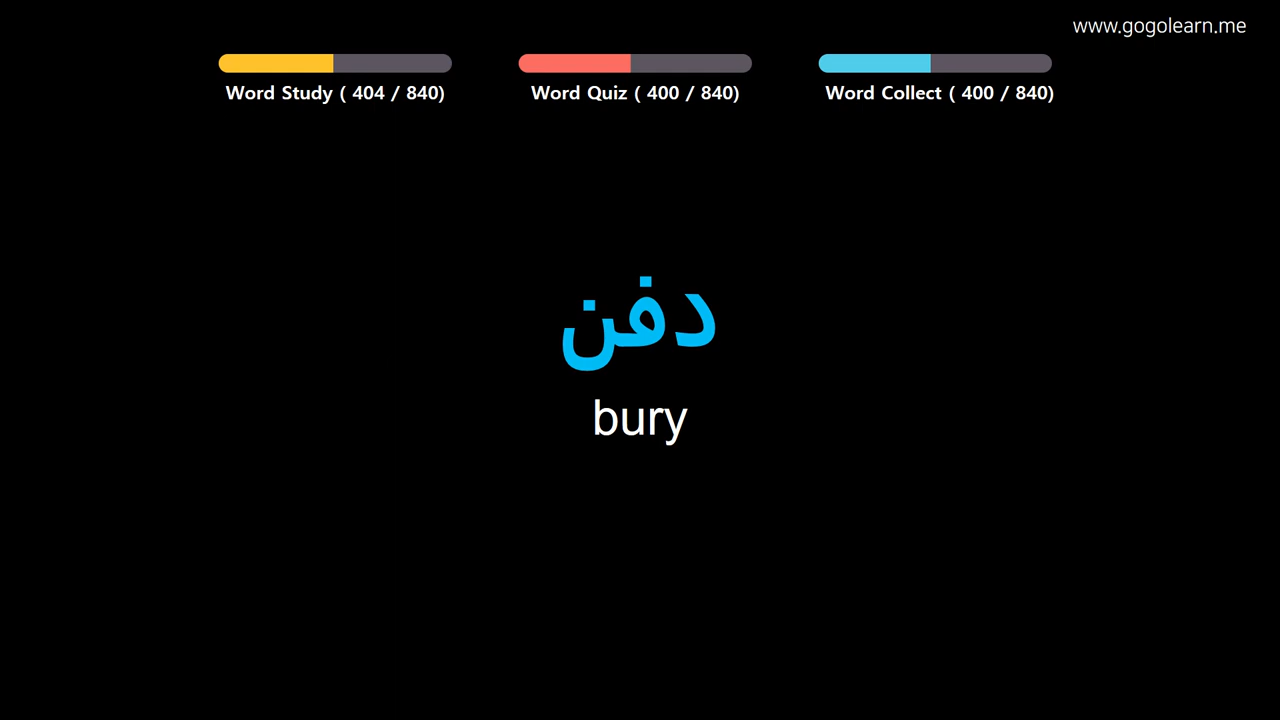 www.gogolearn.me
Word Study ( 404 / 840)
Word Quiz ( 400 / 840)
Word Collect ( 400 / 840)
دفن
bury